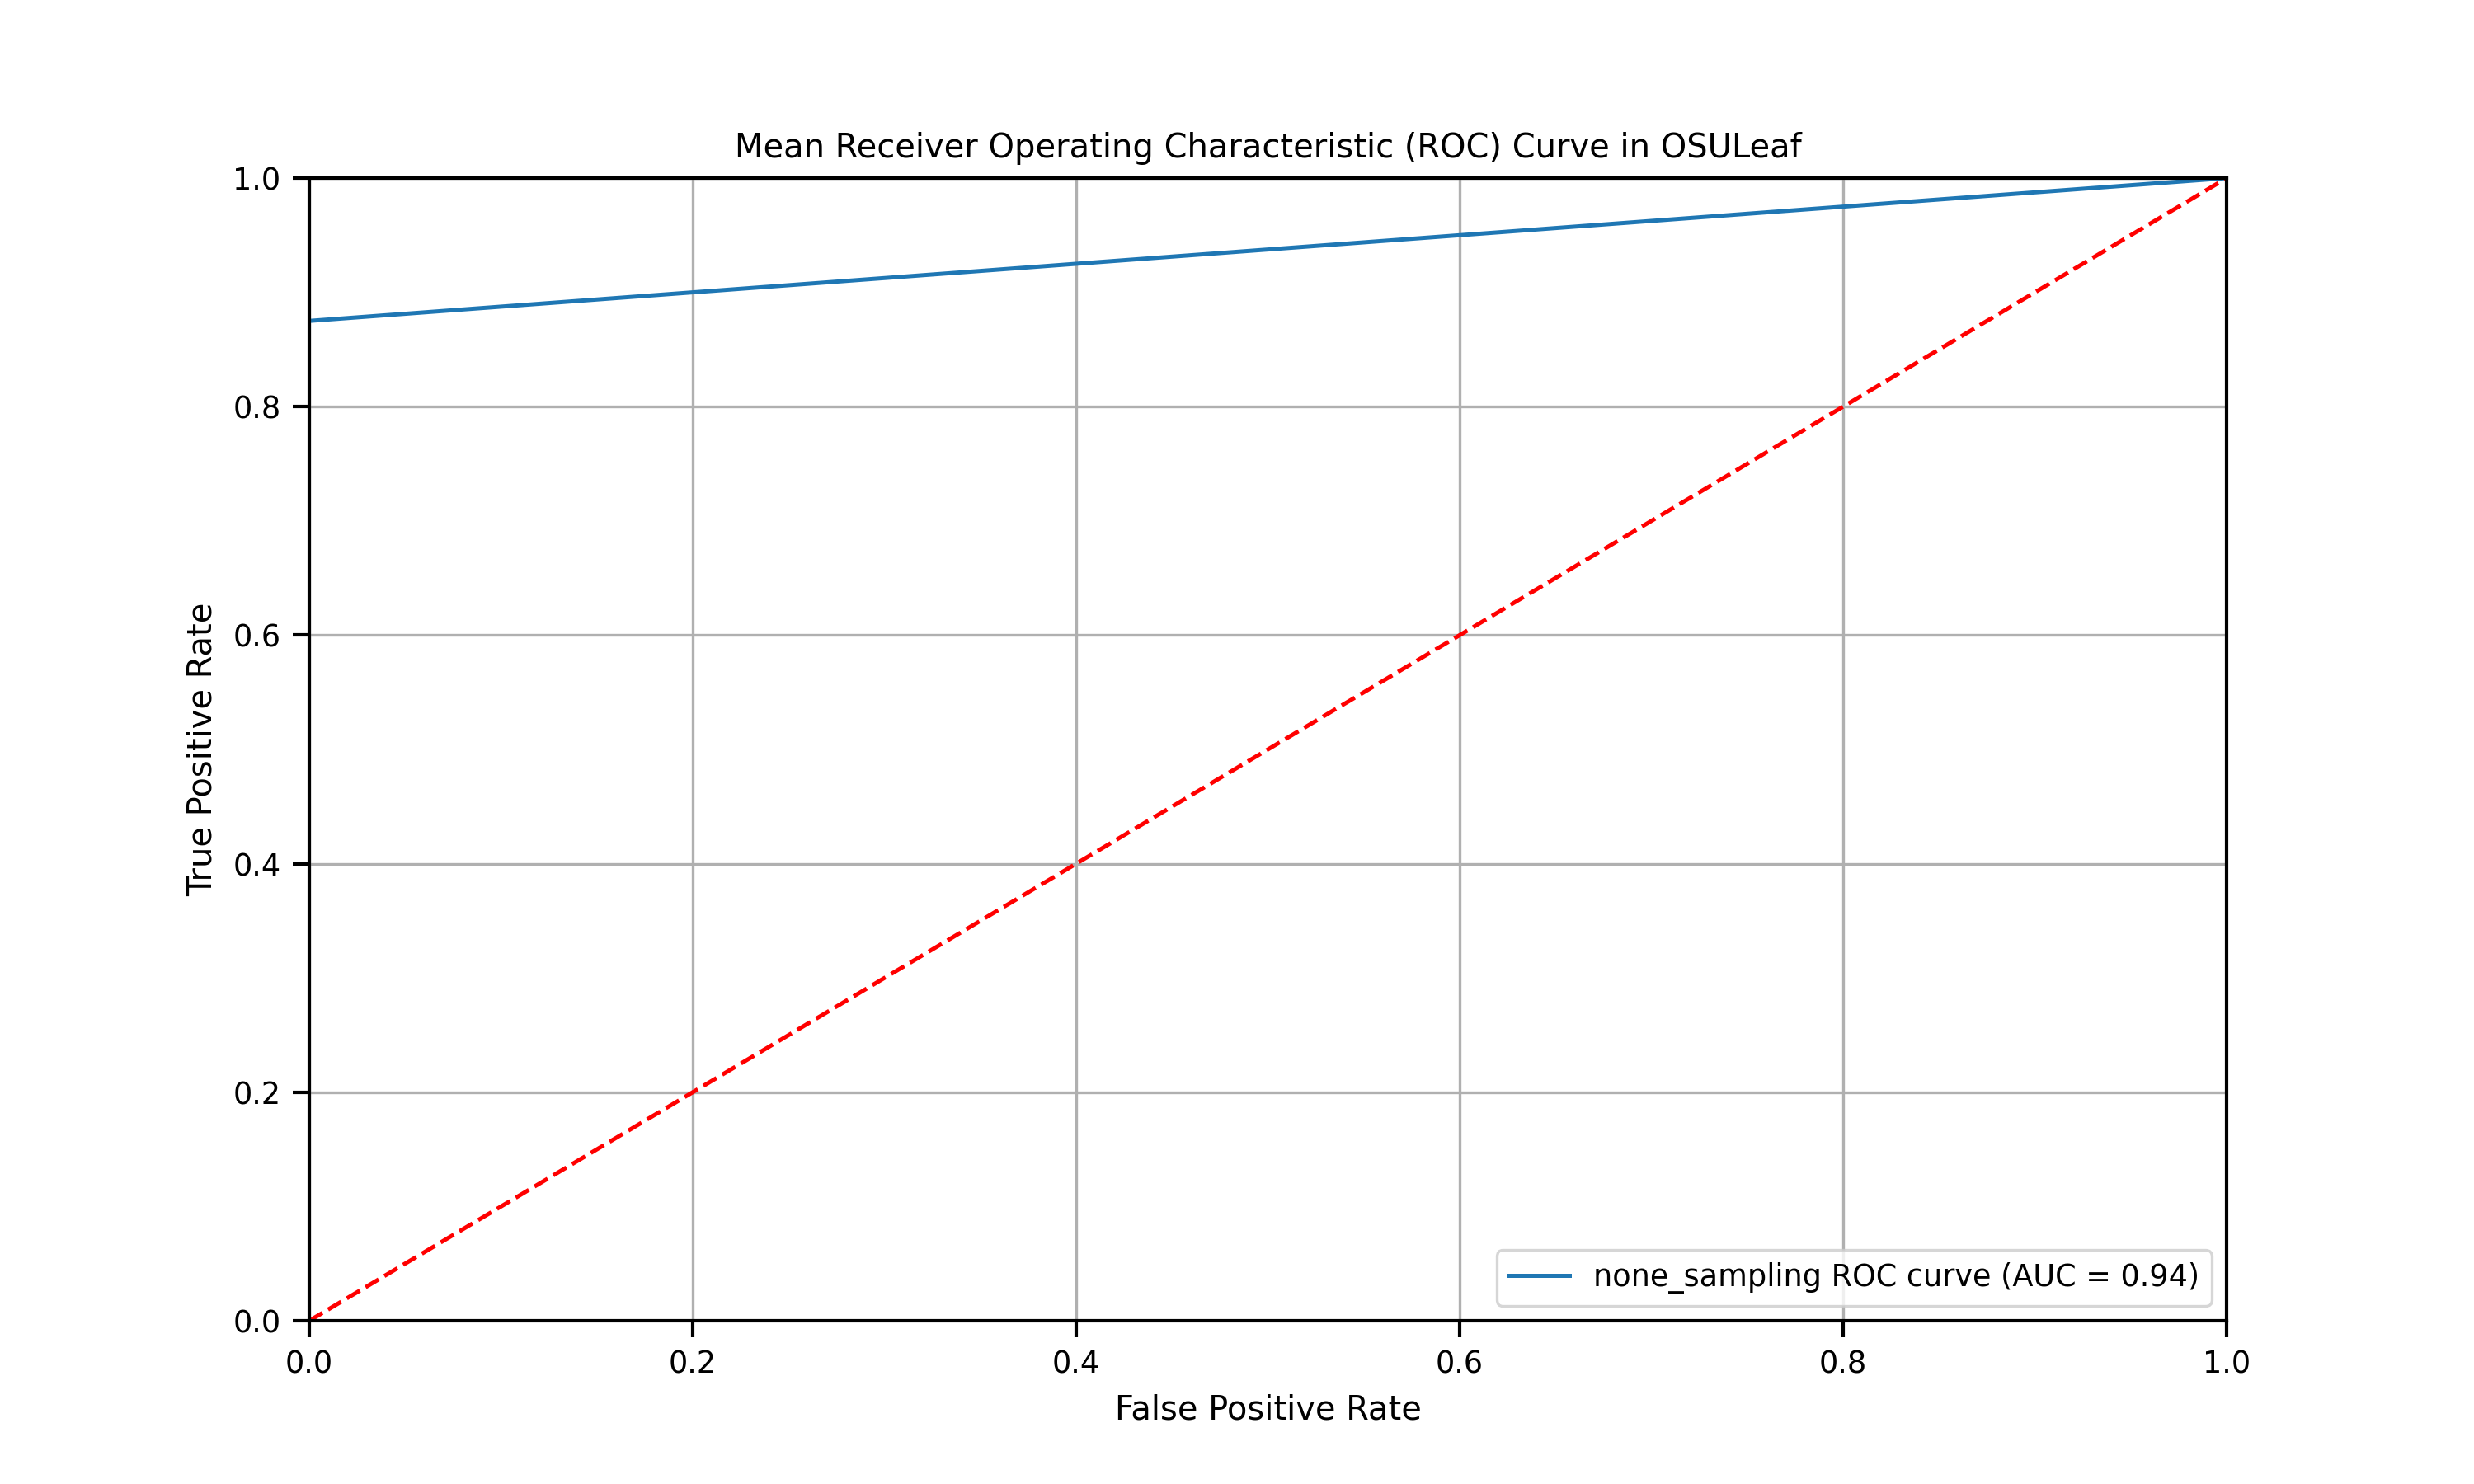 Mean Receiver Operating Characteristic (ROC) Curve in OSULeaf
1.0
0.8
0.6
0.4
0.2
0.0
True Positive Rate
none_sampling ROC curve (AUC = 0.94)
0.0 0.2 0.4 0.6 0.8 1.0
False Positive Rate